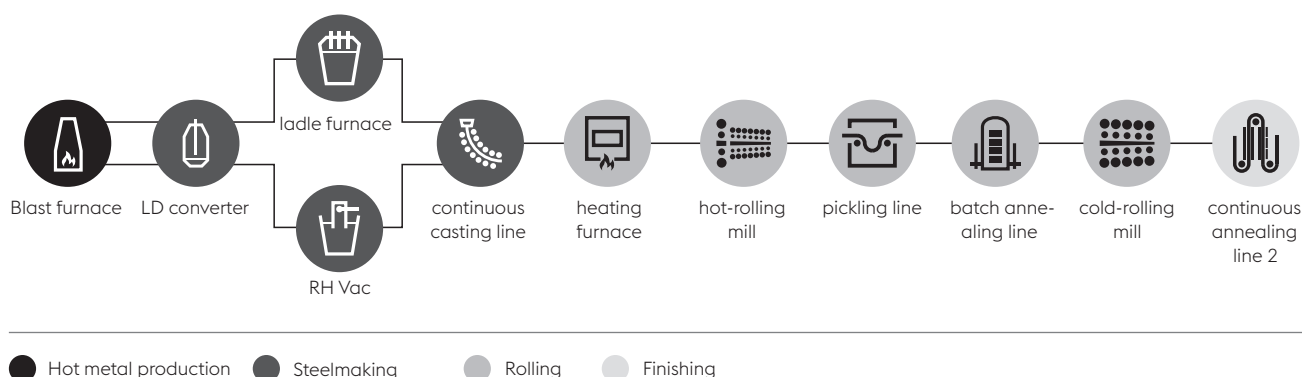 ladle furnace
Blast furnace
LD converter
RH Vac
continuous
casting line
heating
furnace
hot-rolling
mill
pickling line
batch anne-
aling line
cold-rolling
mill
continuous
annealing
line 2
Hot metal production
Steelmaking
Rolling
Finishing